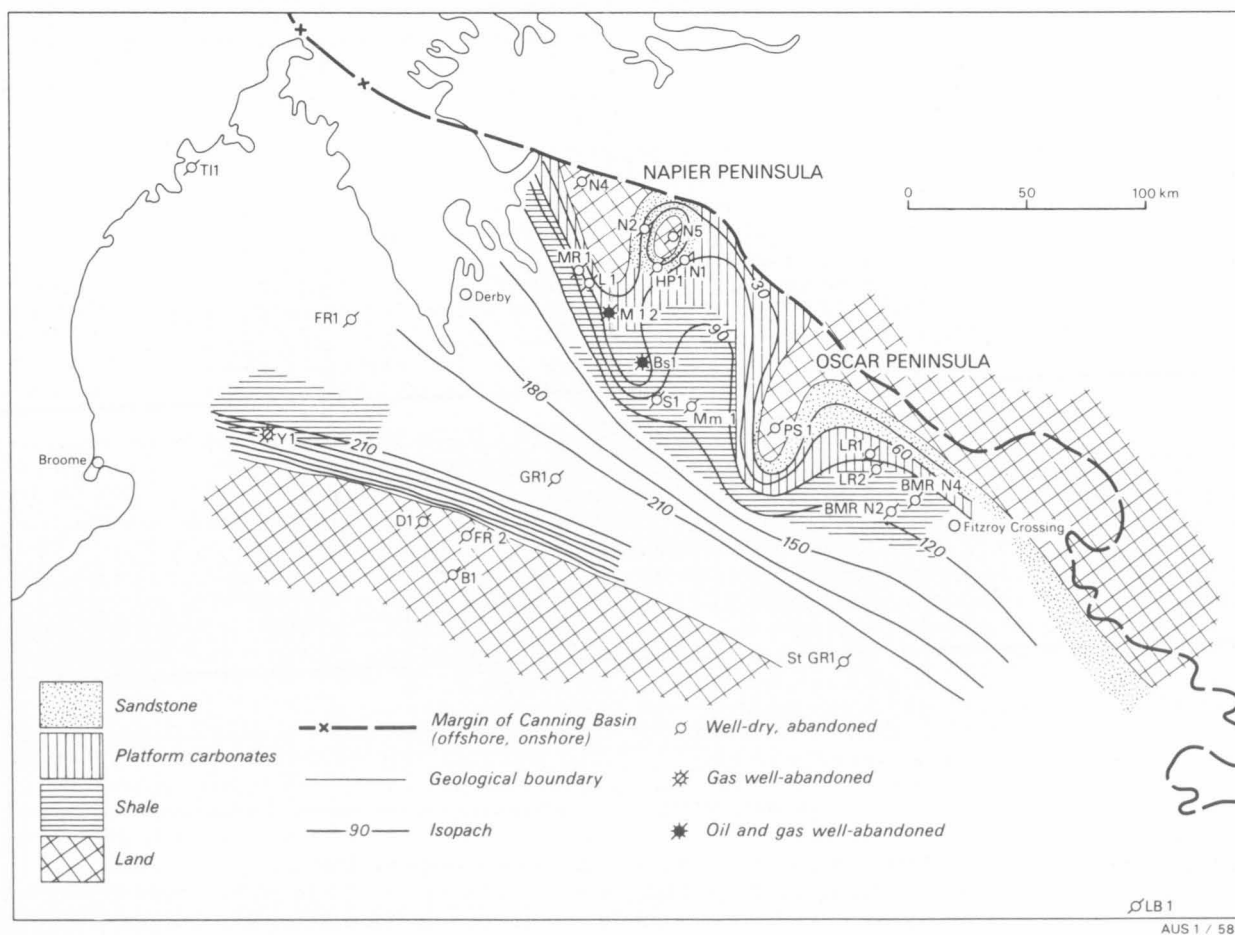 NAPIER PENINSULA
0 50 100 km
TI1
N4
N2
N5
MR 1
L 1
HP1
N1
Derby
30
FR1
M 1 2
90
OSCAR PENINSULA
Bs1
180
S1
Mm 1
PS 1
Y1
210
LR1
60
Broome
LR2
GR1
BMR N4
210
BMR N2
D1
Fitzroy Crossing
FR 2
150
120
B1
St GR1
Sandstone
Platform carbonates
Shale
Land
Margin of Canning Basin
(offshore, onshore)
Geological boundary
90 Isopach
Well-dry, abandoned
Gas well-abandoned
Oil and gas well-abandoned
LB 1
AUS 1 / 58